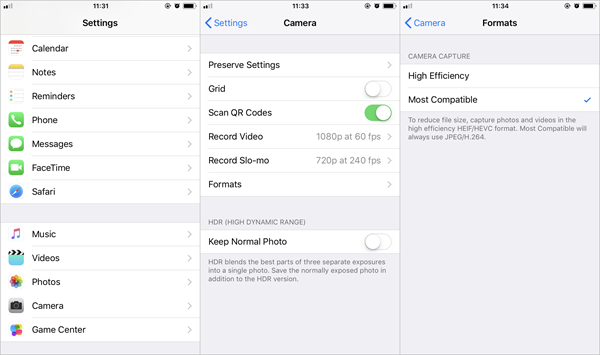 11:31
Settings
Calendar
Notes
Reminders
Phone
Messages
FaceTime
Safari
Music
Videos
Photos
Camera
Game Center
11:33
Settings
Camera
Preserve Settings
Grid
Scan QR Codes
Record Video 1080p at 60 fps
Record Slo-mo 720p at 240 fps
Formats
HDR (HIGH DYNAMIC RANGE)
Keep Normal Photo
HDR blends the best parts of three separate exposures
into a single photo. Save the normally exposed photo in
addition to the HDR version.
11:34
Camera
Formats
CAMERA CAPTURE
High Efficiency
Most Compatible
To reduce file size, capture photos and videos in the
high efficiency HEIF/HEVC format. Most Compatible will
always use JPEG/H.264.